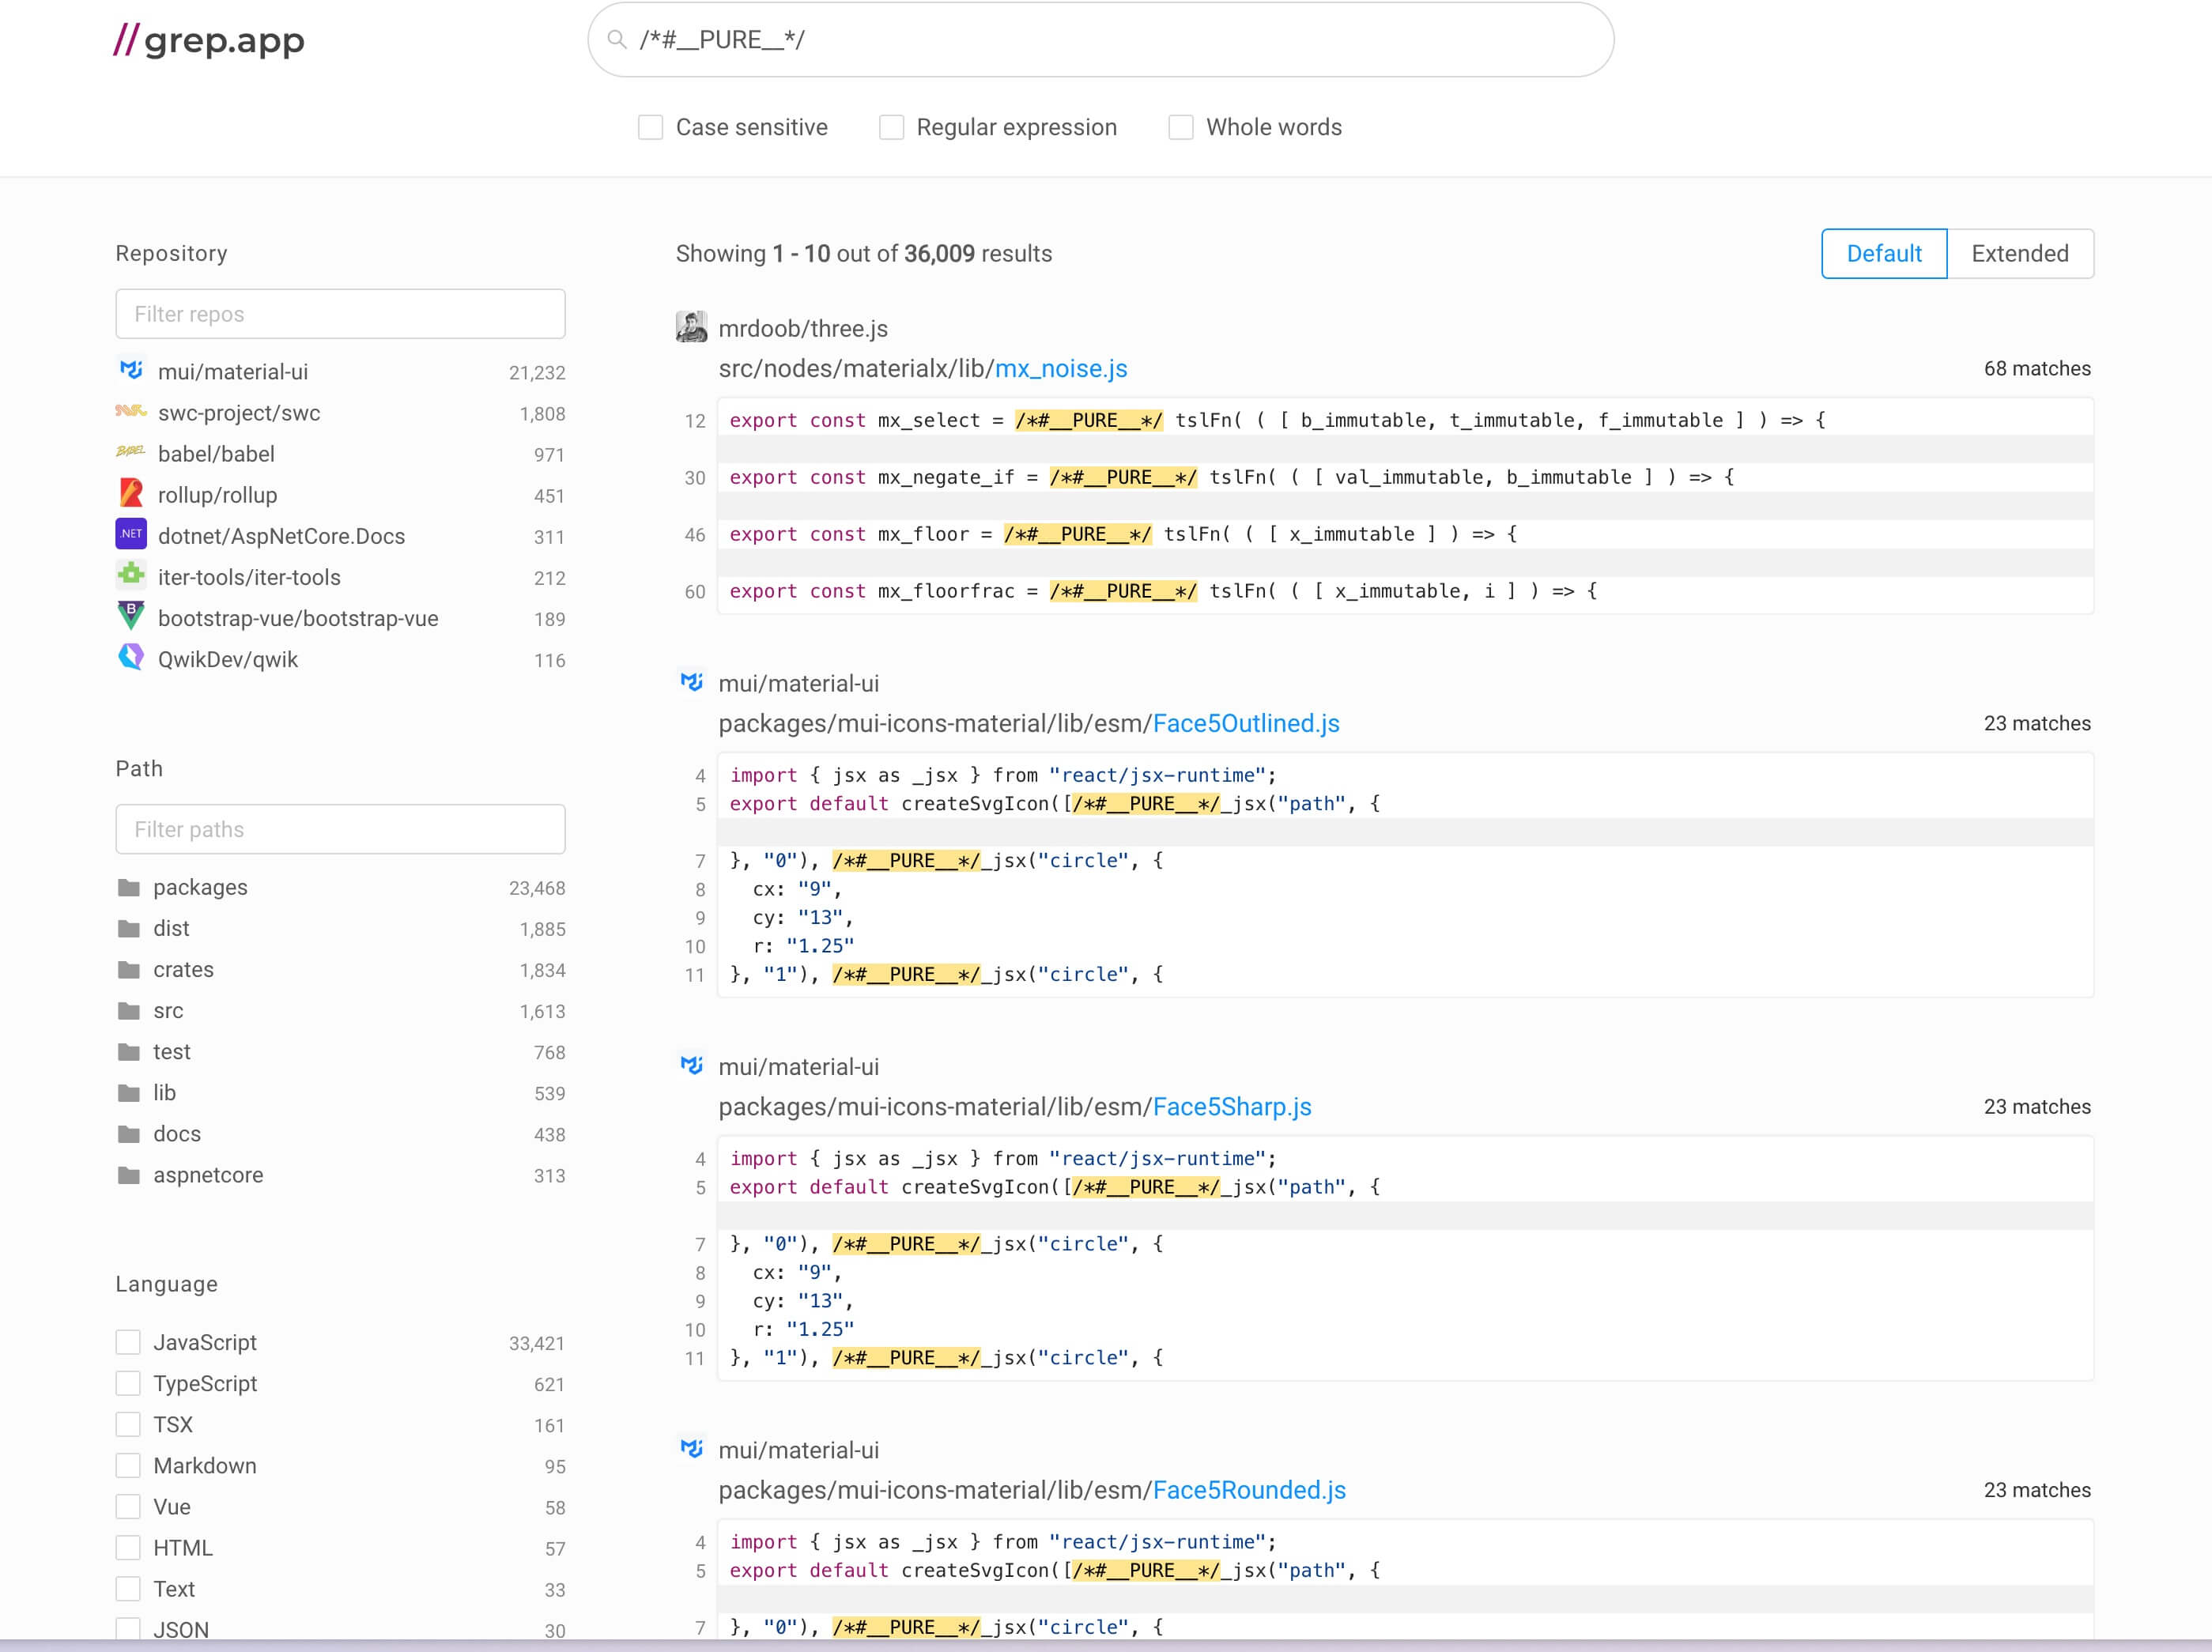 //grep.app
/*#__PURE__*/
Case sensitive
Regular expression
Whole words
Repository
Filter repos
mui/material-ui 21,232
swc-project/swc 1,808
BABEL babel/babel 971
rollup/rollup 451
.NET dotnet/AspNetCore.Docs 311
iter-tools/iter-tools 212
B bootstrap-vue/bootstrap-vue 189
QwikDev/qwik 116
Path
Filter paths
packages 23,468
dist 1,885
crates 1,834
src 1,613
test 768
lib 539
docs 438
aspnetcore 313
Language
JavaScript 33,421
TypeScript 621
TSX 161
Markdown 95
Vue 58
HTML 57
Text 33
JSON 30
Showing 1 - 10 out of 36,009 results
Default Extended
mrdoob/three.js
src/nodes/materialx/lib/mx_noise.js 68 matches
12 export const mx_select = /*#__PURE__*/ tslFn( ( [ b_immutable, t_immutable, f_immutable ] ) => {
30 export const mx_negate_if = /*#__PURE__*/ tslFn( ( [ val_immutable, b_immutable ] ) => {
46 export const mx_floor = /*#__PURE__*/ tslFn( ( [ x_immutable ] ) => {
60 export const mx_floorfrac = /*#__PURE__*/ tslFn( ( [ x_immutable, i ] ) => {
mui/material-ui
packages/mui-icons-material/lib/esm/Face5Outlined.js 23 matches
4 import { jsx as _jsx } from "react/jsx-runtime";
5 export default createSvgIcon([/*#__PURE__*/_jsx("path", {
7 }, "0"), /*#__PURE__*/_jsx("circle", {
8 cx: "9",
9 cy: "13",
10 r: "1.25"
11 }, "1"), /*#__PURE__*/_jsx("circle", {
mui/material-ui
packages/mui-icons-material/lib/esm/Face5Sharp.js 23 matches
4 import { jsx as _jsx } from "react/jsx-runtime";
5 export default createSvgIcon([/*#__PURE__*/_jsx("path", {
7 }, "0"), /*#__PURE__*/_jsx("circle", {
8 cx: "9",
9 cy: "13",
10 r: "1.25"
11 }, "1"), /*#__PURE__*/_jsx("circle", {
mui/material-ui
packages/mui-icons-material/lib/esm/Face5Rounded.js 23 matches
4 import { jsx as _jsx } from "react/jsx-runtime";
5 export default createSvgIcon([/*#__PURE__*/_jsx("path", {
7 }, "0"), /*#__PURE__*/_jsx("circle", {